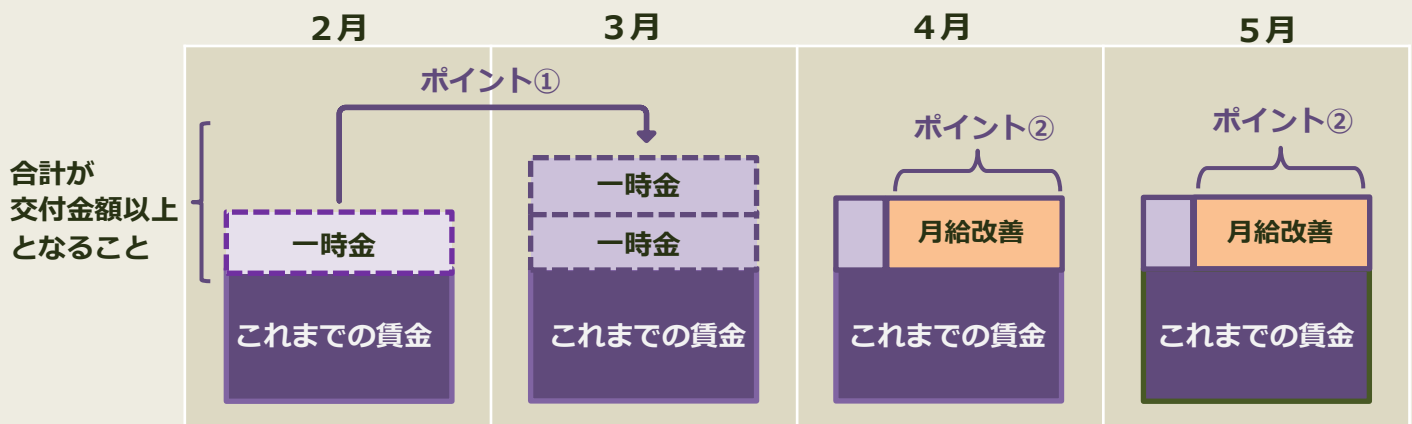 ２月
３月
４月
５月
ポイント①
ポイント②
ポイント②
合計が
交付金額以上
となること
一時金
一時金
一時金
月給改善
月給改善
これまでの賃金
これまでの賃金
これまでの賃金
これまでの賃金